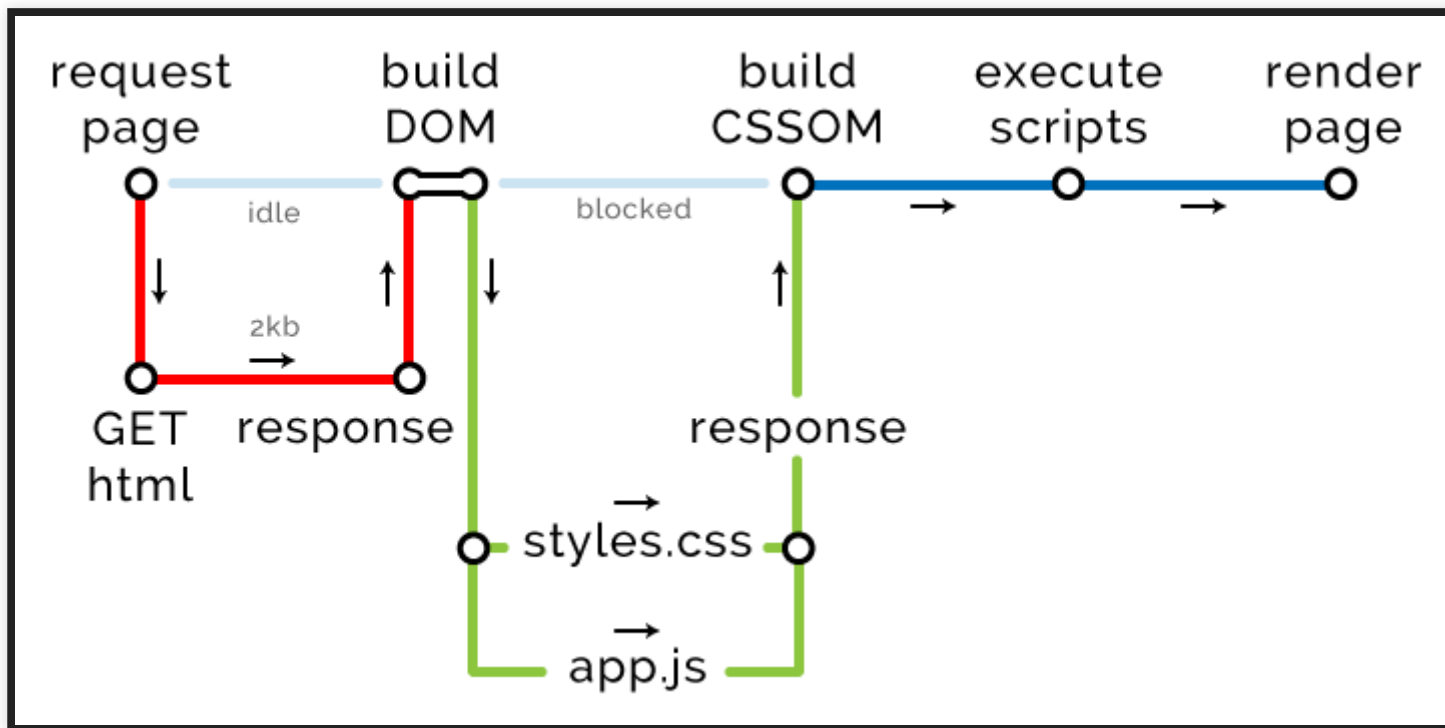 request
page
build
DOM
build
CSSOM
execute
scripts
render
page
idle
blocked
2kb
GET
html
response
response
styles.css
app.js